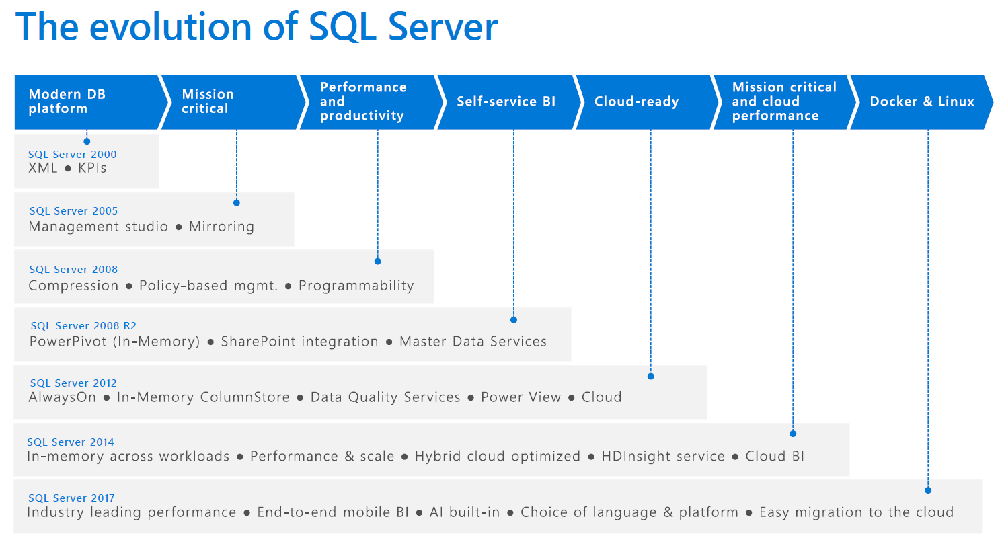 The evolution of SQL Server
Modern DB
platform
Mission
critical
Performance
and
productivity
Self-service BI
Cloud-ready
Mission critical
and cloud
performance
Docker & Linux
SQL Server 2000
XML ● KPIs
SQL Server 2005
Management studio ● Mirroring
SQL Server 2008
Compression ● Policy-based mgmt. ● Programmability
SQL Server 2008 R2
PowerPivot (In-Memory) ● SharePoint integration ● Master Data Services
SQL Server 2012
AlwaysOn ● In-Memory ColumnStore ● Data Quality Services ● Power View ● Cloud
SQL Server 2014
In-memory across workloads ● Performance & scale ● Hybrid cloud optimized ● HDInsight service ● Cloud BI
SQL Server 2017
Industry leading performance ● End-to-end mobile BI ● AI built-in ● Choice of language & platform ● Easy migration to the cloud